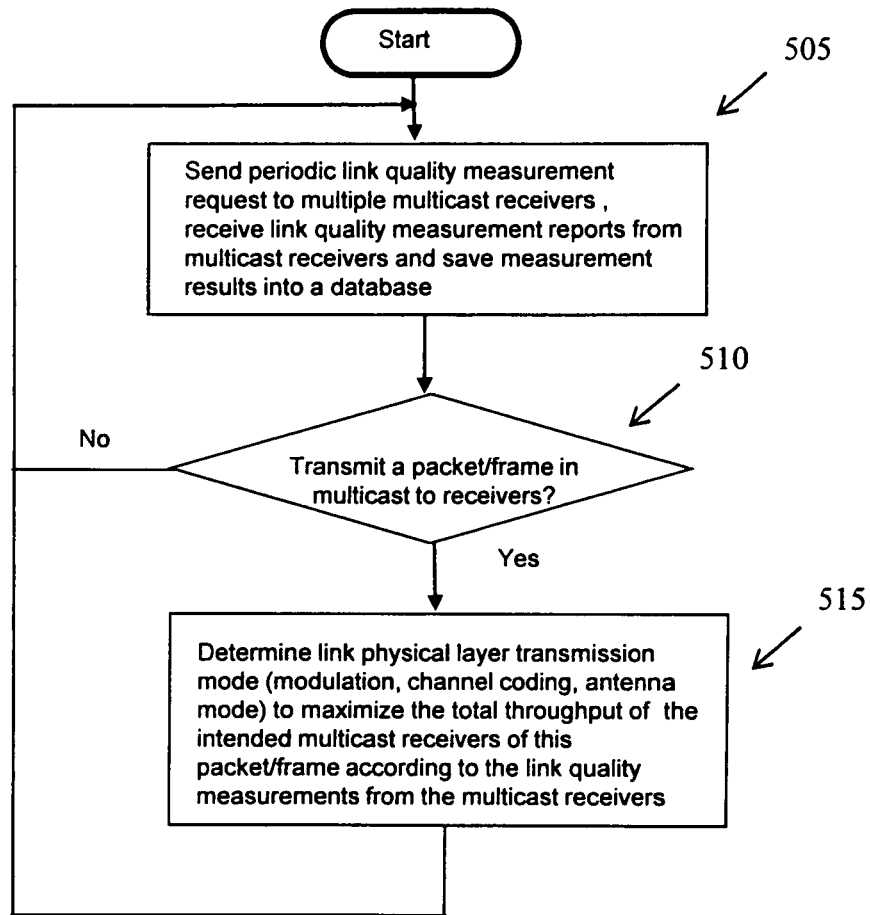 Start
505
Send periodic link quality measurement
request to multiple multicast receivers ,
receive link quality measurement reports from
multicast receivers and save measurement
results into a database
510
No
Transmit a packet/frame in
multicast to receivers?
Yes
515
Determine link physical layer transmission
mode (modulation, channel coding, antenna
mode) to maximize the total throughput of the
intended multicast receivers of this
packet/frame according to the link quality
measurements from the multicast receivers